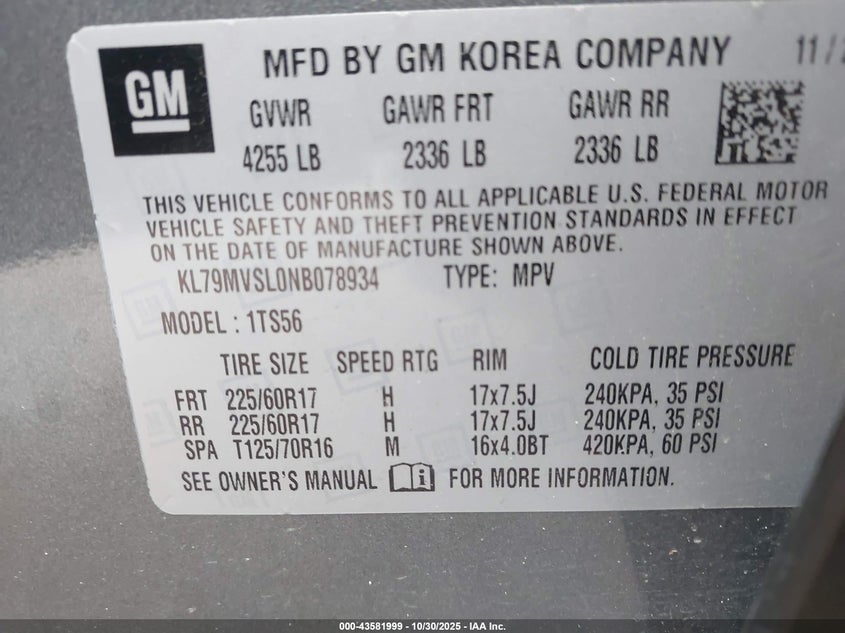 GM
MFD BY GM KOREA COMPANY 11/
GVWR GAWR FRT GAWR RR
4255 LB 2336 LB 2336 LB
THIS VEHICLE CONFORMS TO ALL APPLICABLE U.S. FEDERAL MOTOR
VEHICLE SAFETY AND THEFT PREVENTION STANDARDS IN EFFECT
ON THE DATE OF MANUFACTURE SHOWN ABOVE.
KL79MVSL0NB078934 TYPE: MPV
MODEL : 1TS56
TIRE SIZE SPEED RTG RIM COLD TIRE PRESSURE
FRT 225/60R17 H 17x7.5J 240KPA, 35 PSI
RR 225/60R17 H 17x7.5J 240KPA, 35 PSI
SPA T125/70R16 M 16x4.0BT 420KPA, 60 PSI
SEE OWNER'S MANUAL i FOR MORE INFORMATION.
000-43581999 - 10/30/2025 - IAA Inc.